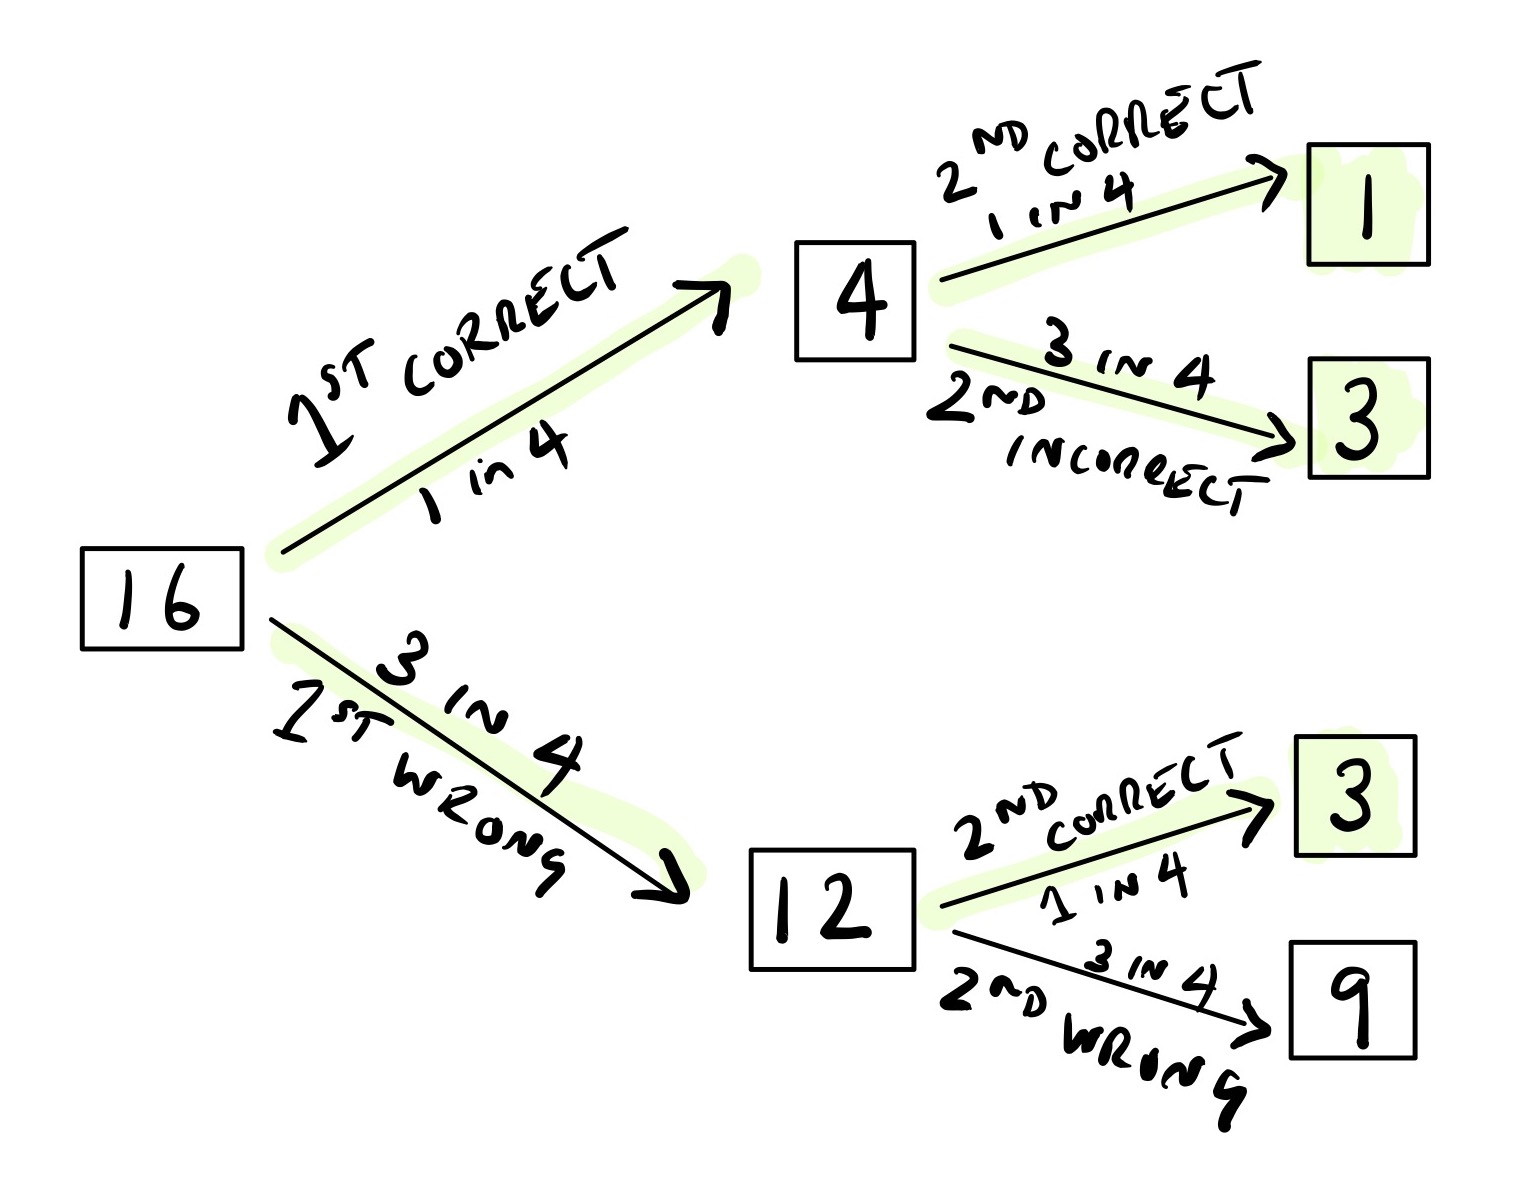 2ND CORRECT
1 IN 4
1
1ST CORRECT
1 in 4
4
3 IN 4
2ND
INCORRECT
3
16
3 IN 4
1ST WRONG
12
2ND CORRECT
1 IN 4
3
3 IN 4
2ND WRONG
9